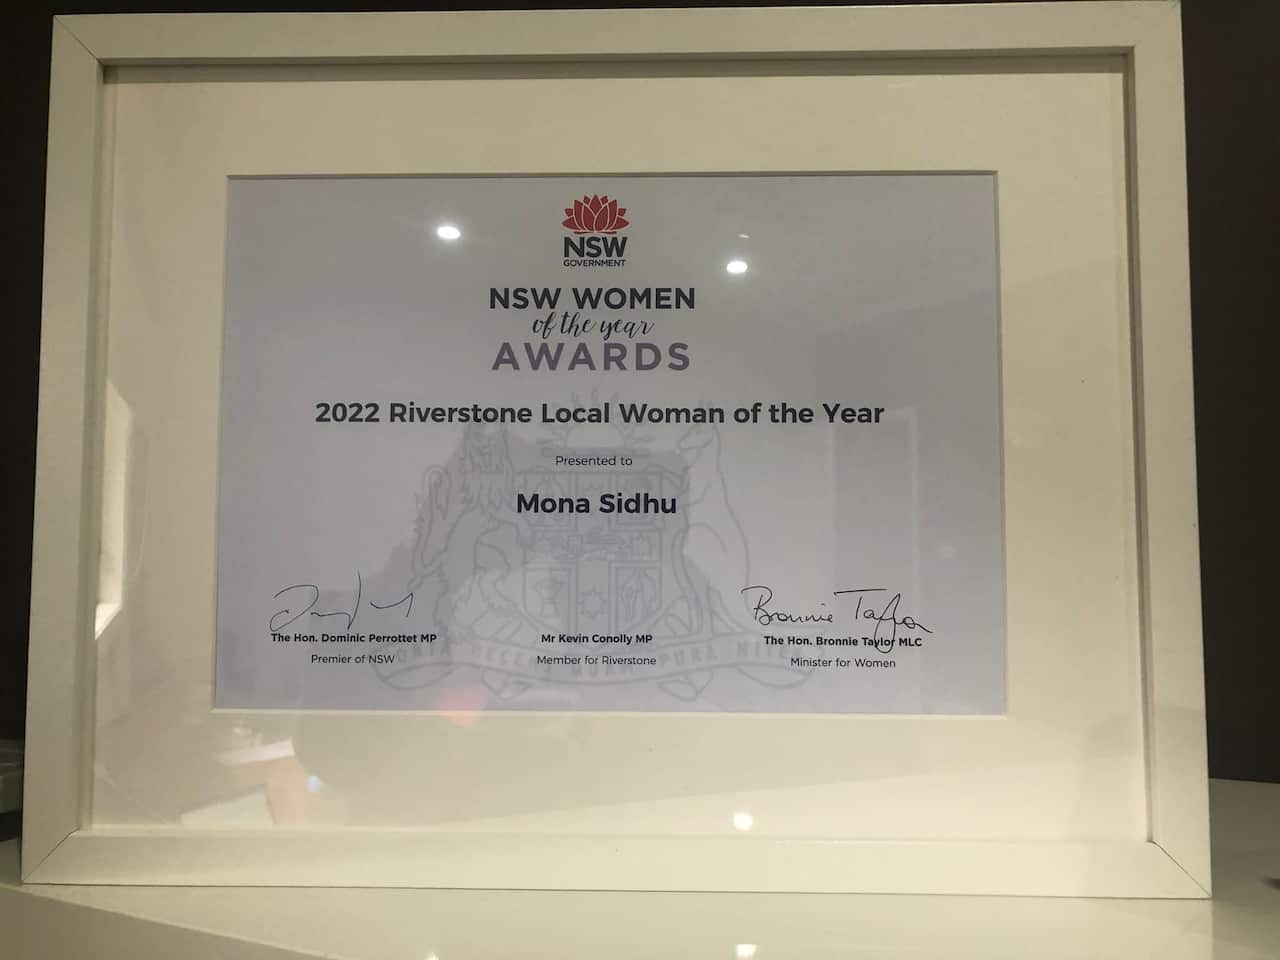 NSW
GOVERNMENT
NSW WOMEN
of the year
AWARDS
2022 Riverstone Local Woman of the Year
Presented to
Mona Sidhu
Bronnie Taylor
The Hon. Dominic Perrottet MP
Mr Kevin Conolly MP
The Hon. Bronnie Taylor MLC
Premier of NSW
Member for Riverstone
Minister for Women